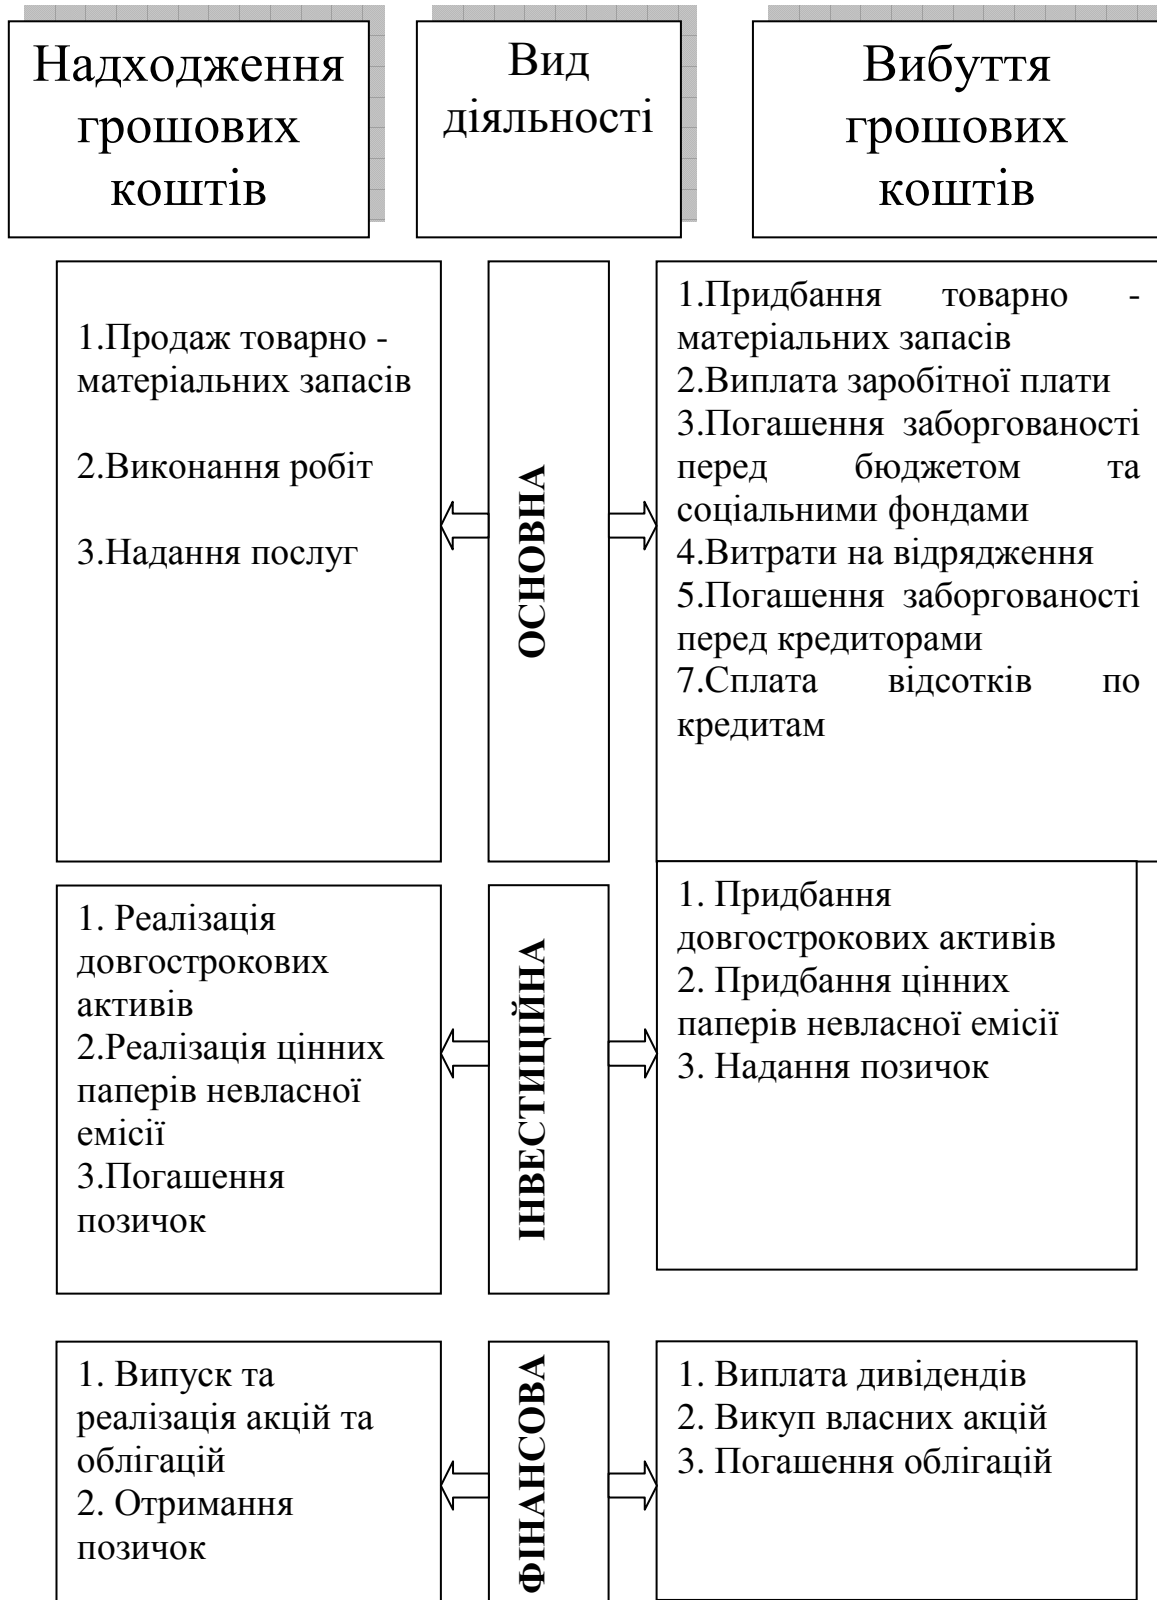 Надходження
грошових
коштів
Вид
діяльності
Вибуття
грошових
коштів
1.Продаж товарно -
матеріальних запасів
2.Виконання робіт
3.Надання послуг
ОСНОВНА
1.Придбання товарно -
матеріальних запасів
2.Виплата заробітної плати
3.Погашення заборгованості
перед бюджетом та
соціальними фондами
4.Витрати на відрядження
5.Погашення заборгованості
перед кредиторами
7.Сплата відсотків по
кредитам
1. Реалізація
довгострокових
активів
2.Реалізація цінних
паперів невласної
емісії
3.Погашення
позичок
ІНВЕСТИЦІЙНА
1. Придбання
довгострокових активів
2. Придбання цінних
паперів невласної емісії
3. Надання позичок
1. Випуск та
реалізація акцій та
облігацій
2. Отримання
позичок
ФІНАНСОВА
1. Виплата дивідендів
2. Викуп власних акцій
3. Погашення облігацій